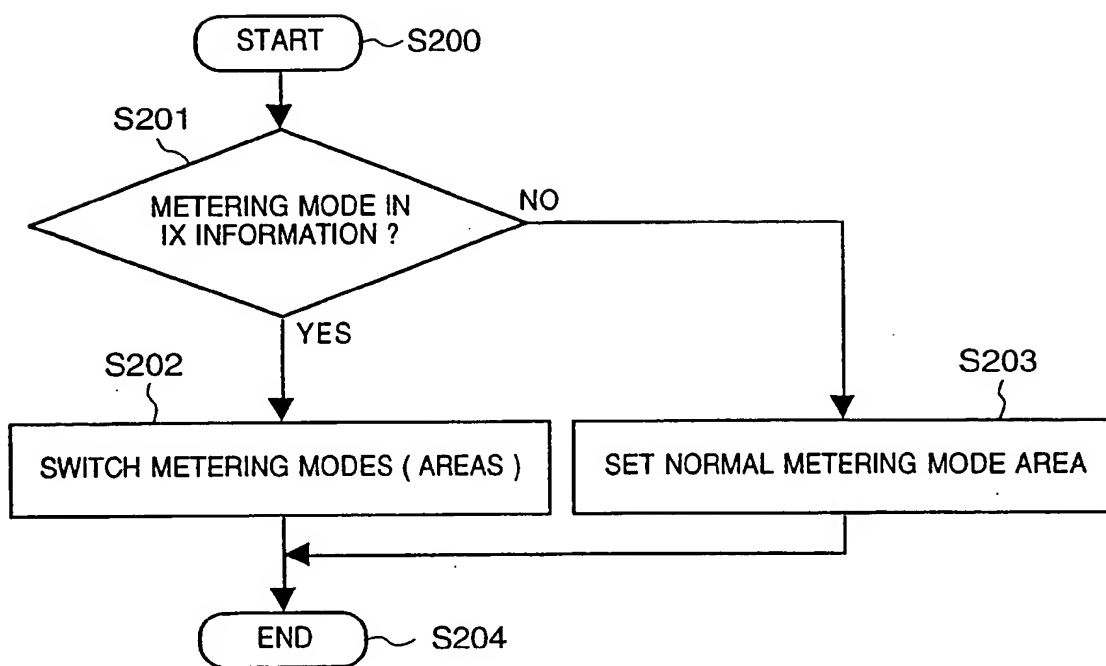 START
S200
S201
METERING MODE IN
IX INFORMATION ?
NO
YES
S202
S203
SWITCH METERING MODES ( AREAS )
SET NORMAL METERING MODE AREA
END
S204